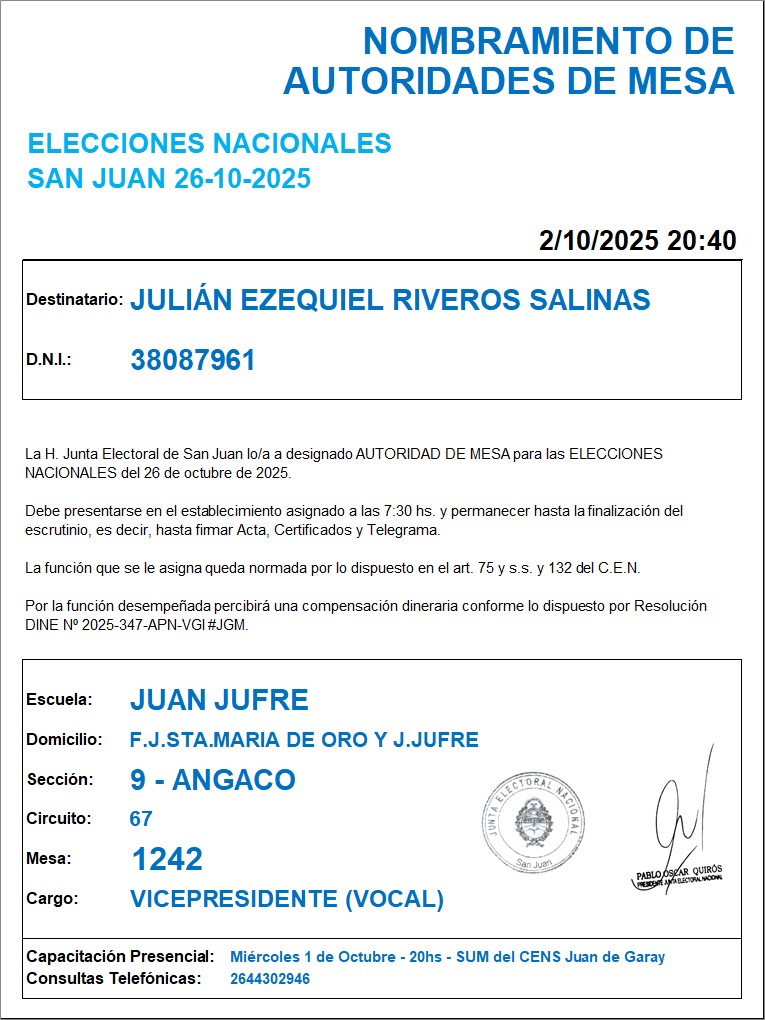 NOMBRAMIENTO DE
AUTORIDADES DE MESA
ELECCIONES NACIONALES
SAN JUAN 26-10-2025
2/10/2025 20:40
Destinatario: JULIÁN EZEQUIEL RIVEROS SALINAS
D.N.I.: 38087961
La H. Junta Electoral de San Juan lo/a a designado AUTORIDAD DE MESA para las ELECCIONES
NACIONALES del 26 de octubre de 2025.
Debe presentarse en el establecimiento asignado a las 7:30 hs. y permanecer hasta la finalización del
escrutinio, es decir, hasta firmar Acta, Certificados y Telegrama.
La función que se le asigna queda normada por lo dispuesto en el art. 75 y s.s. y 132 del C.E.N.
Por la función desempeñada percibirá una compensación dineraria conforme lo dispuesto por Resolución
DINE Nº 2025-347-APN-VGI#JGM.
Escuela: JUAN JUFRE
Domicilio: F.J.STA.MARIA DE ORO Y J.JUFRE
Sección: 9 - ANGACO
Circuito: 67
Mesa: 1242
Cargo: VICEPRESIDENTE (VOCAL)
JUNTA ELECTORAL NACIONAL
San Juan
PABLO OSCAR QUIRÓS
PRESIDENTE JUNTA ELECTORAL NACIONAL
Capacitación Presencial: Miércoles 1 de Octubre - 20hs - SUM del CENS Juan de Garay
Consultas Telefónicas: 2644302946